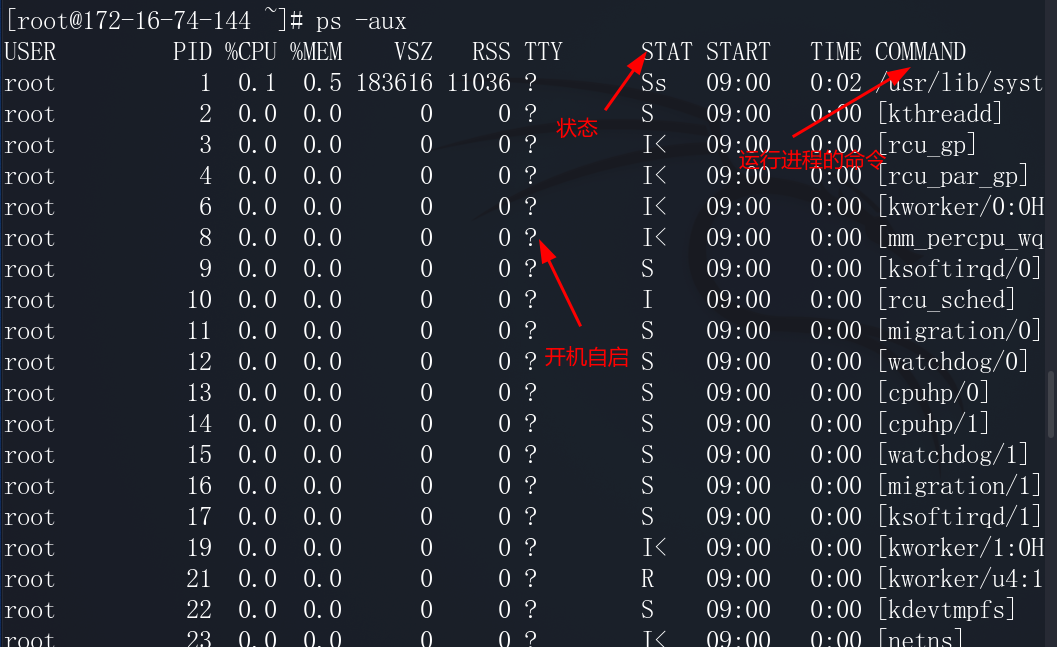 [root@172-16-74-144 ~]# ps -aux
USER PID %CPU %MEM VSZ RSS TTY STAT START TIME COMMAND
root 1 0.1 0.5 183616 11036 ? Ss 09:00 0:02 /usr/lib/syst
root 2 0.0 0.0 0 0 ? S 09:00 0:00 [kthreadd]
状态
root 3 0.0 0.0 0 0 ? I< 09:00 0:00 [rcu_gp]
运行进程的命令
root 4 0.0 0.0 0 0 ? I< 09:00 0:00 [rcu_par_gp]
root 6 0.0 0.0 0 0 ? I< 09:00 0:00 [kworker/0:0H
root 8 0.0 0.0 0 0 ? I< 09:00 0:00 [mm_percpu_wq
root 9 0.0 0.0 0 0 ? S 09:00 0:00 [ksoftirqd/0]
root 10 0.0 0.0 0 0 ? I 09:00 0:00 [rcu_sched]
root 11 0.0 0.0 0 0 ? S 09:00 0:00 [migration/0]
开机自启
root 12 0.0 0.0 0 0 ? S 09:00 0:00 [watchdog/0]
root 13 0.0 0.0 0 0 ? S 09:00 0:00 [cpuhp/0]
root 14 0.0 0.0 0 0 ? S 09:00 0:00 [cpuhp/1]
root 15 0.0 0.0 0 0 ? S 09:00 0:00 [watchdog/1]
root 16 0.0 0.0 0 0 ? S 09:00 0:00 [migration/1]
root 17 0.0 0.0 0 0 ? S 09:00 0:00 [ksoftirqd/1]
root 19 0.0 0.0 0 0 ? I< 09:00 0:00 [kworker/1:0H
root 21 0.0 0.0 0 0 ? R 09:00 0:00 [kworker/u4:1
root 22 0.0 0.0 0 0 ? S 09:00 0:00 [kdevtmpfs]
root 23 0.0 0.0 0 0 ? I< 09:00 0:00 [netns]